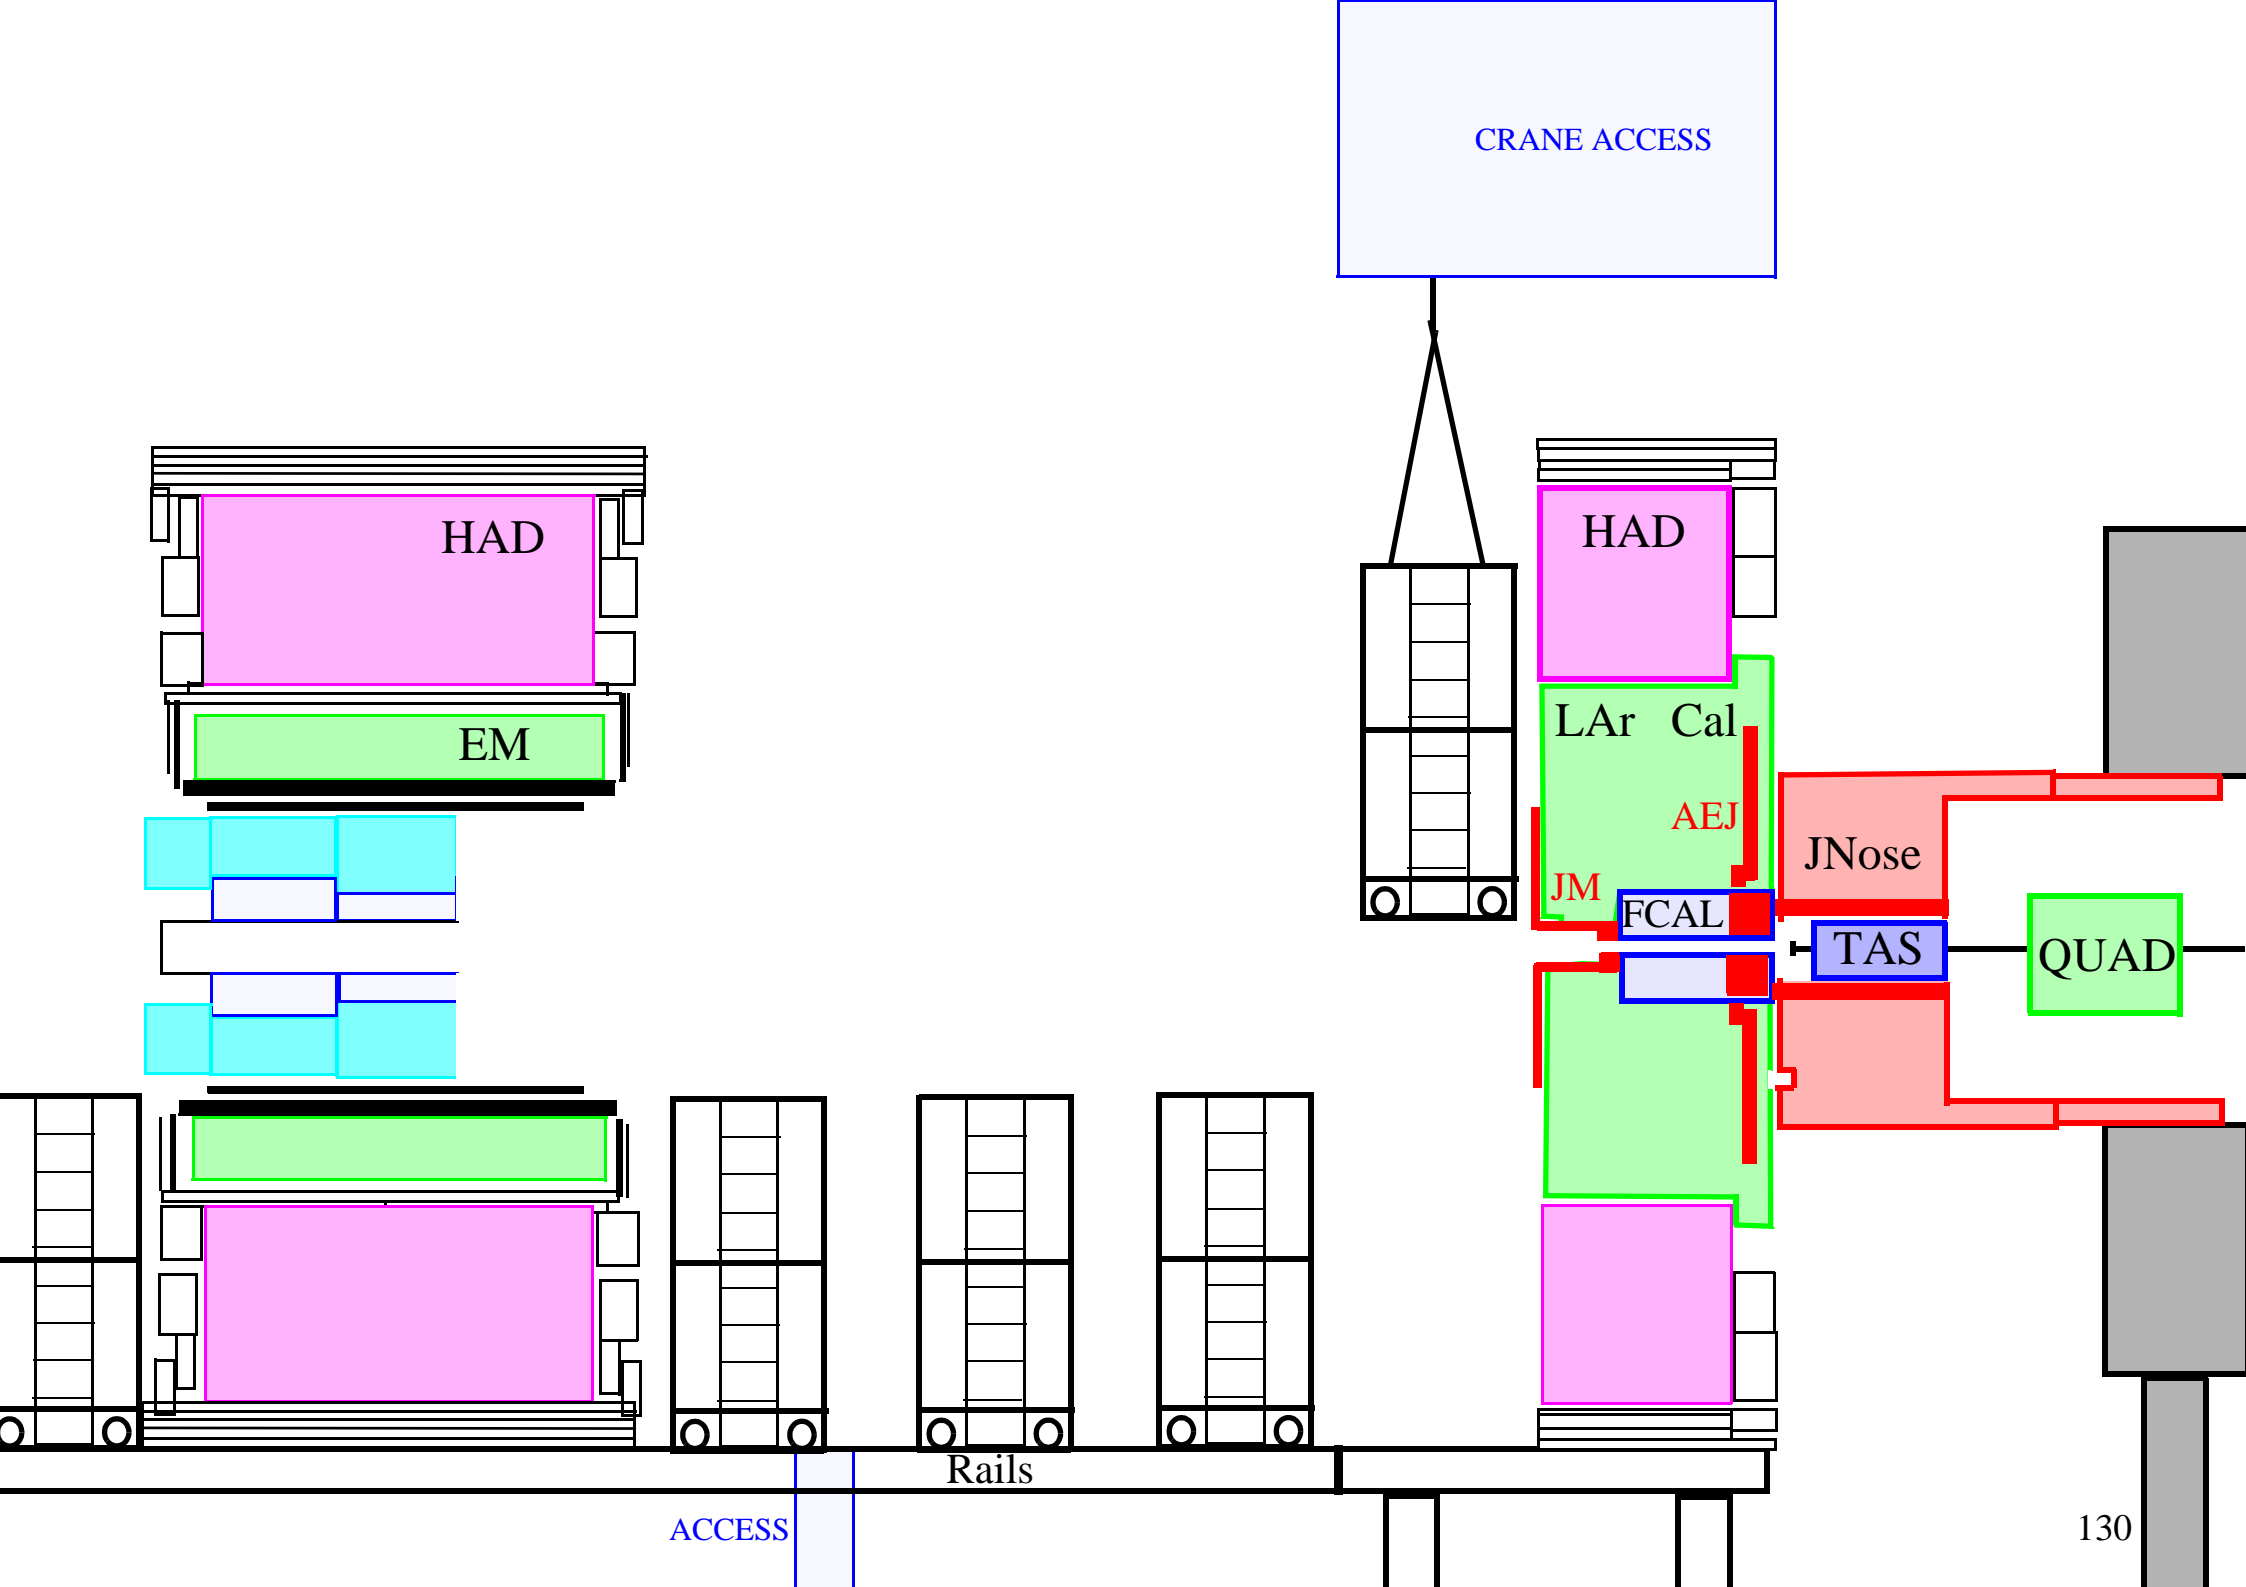 CRANE ACCESS
HAD
HAD
LAr Cal
EM
AEJ
JNose
JM
FCAL
TAS
QUAD
Rails
ACCESS
130